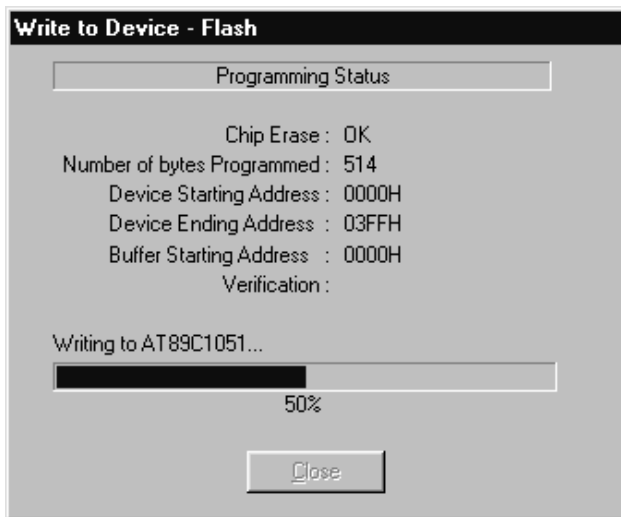 Write to Device - Flash
Programming Status
Chip Erase : OK
Number of bytes Programmed : 514
Device Starting Address : 0000H
Device Ending Address : 03FFH
Buffer Starting Address : 0000H
Verification :
Writing to AT89C1051...
50%
Close